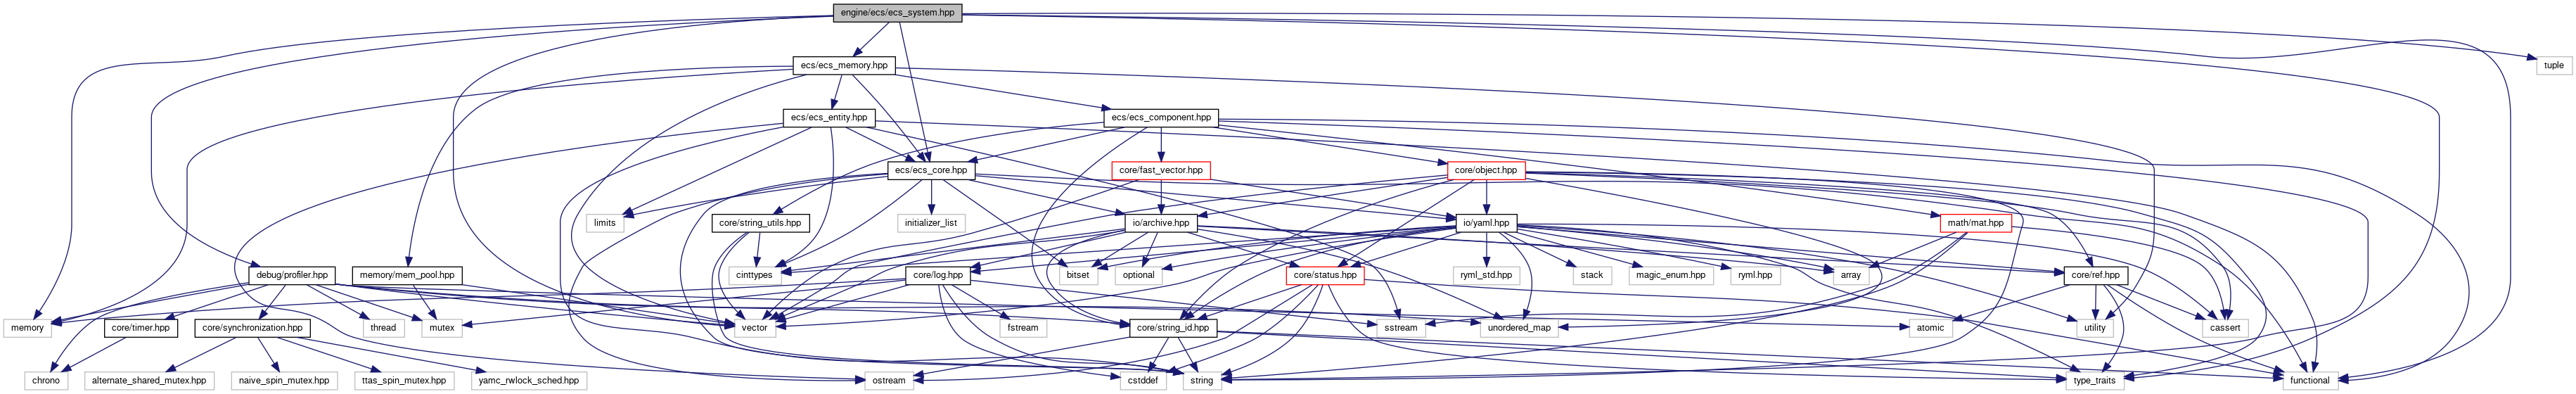 engine/ecs/ecs_system.hpp
ecs/ecs_memory.hpp
tuple
ecs/ecs_entity.hpp
ecs/ecs_component.hpp
ecs/ecs_core.hpp
core/fast_vector.hpp
core/object.hpp
limits
core/string_utils.hpp
initializer_list
io/archive.hpp
io/yaml.hpp
math/mat.hpp
debug/profiler.hpp
memory/mem_pool.hpp
cinttypes
core/log.hpp
bitset
optional
core/status.hpp
ryml_std.hpp
stack
magic_enum.hpp
ryml.hpp
array
core/ref.hpp
memory
core/timer.hpp
core/synchronization.hpp
thread
mutex
vector
fstream
core/string_id.hpp
sstream
unordered_map
atomic
utility
cassert
chrono
alternate_shared_mutex.hpp
naive_spin_mutex.hpp
ttas_spin_mutex.hpp
yamc_rwlock_sched.hpp
ostream
cstddef
string
type_traits
functional